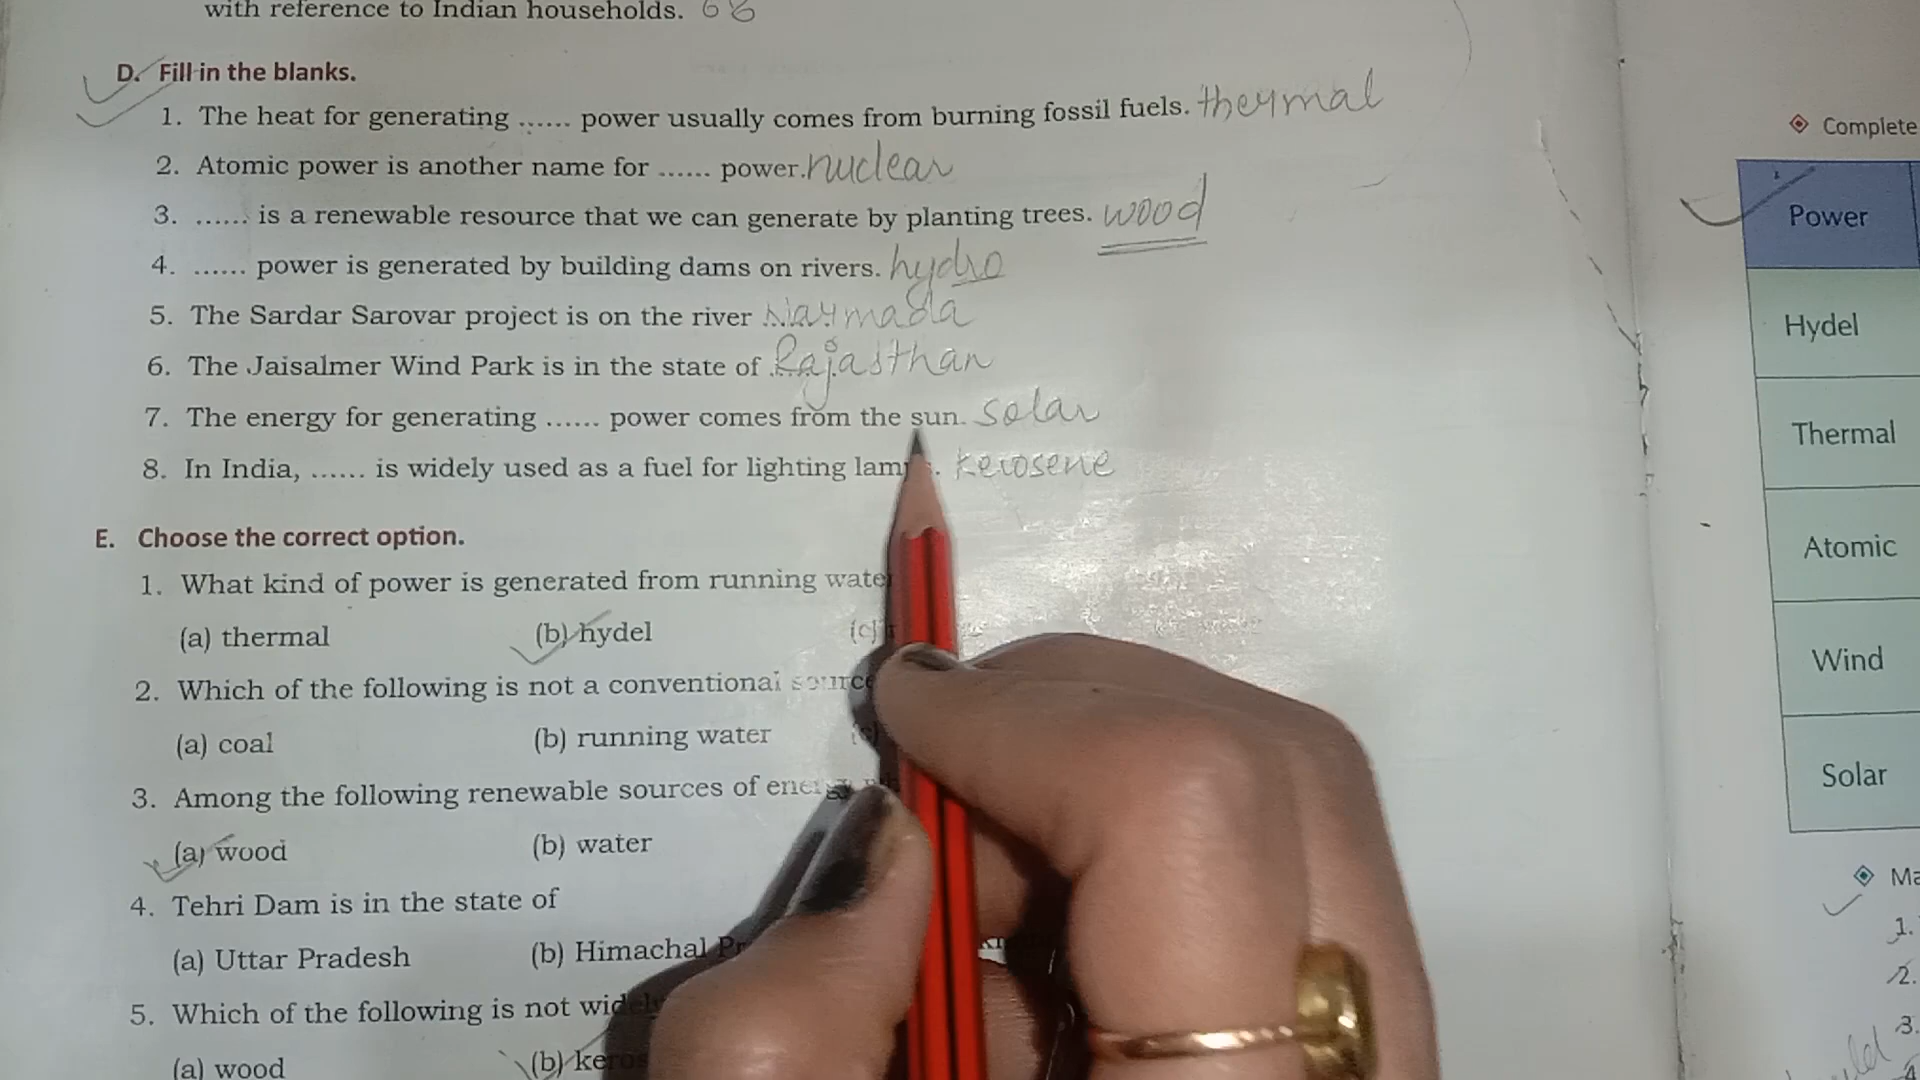 with reference to Indian households. 68
D. Fill in the blanks.
1. The heat for generating ...... power usually comes from burning fossil fuels. thermal
2. Atomic power is another name for ...... power. nuclear
3. ...... is a renewable resource that we can generate by planting trees. wood
4. ...... power is generated by building dams on rivers. hydro
5. The Sardar Sarovar project is on the river ...... Narmada
6. The Jaisalmer Wind Park is in the state of ...... Rajasthan
7. The energy for generating ...... power comes from the sun. solar
8. In India, ...... is widely used as a fuel for lighting kerosene
E. Choose the correct option.
1. What kind of power is generated from running
(a) thermal (b) hydel (c)
2. Which of the following is not a conventional source
(a) coal (b) running water (c)
3. Among the following renewable sources of energy
(a) wood (b) water
4. Tehri Dam is in the state of
(a) Uttar Pradesh (b) Himachal
5. Which of the following is not
(a) wood (b)
Complete
Power
Hydel
Thermal
Atomic
Wind
Solar
1.
2.
3.